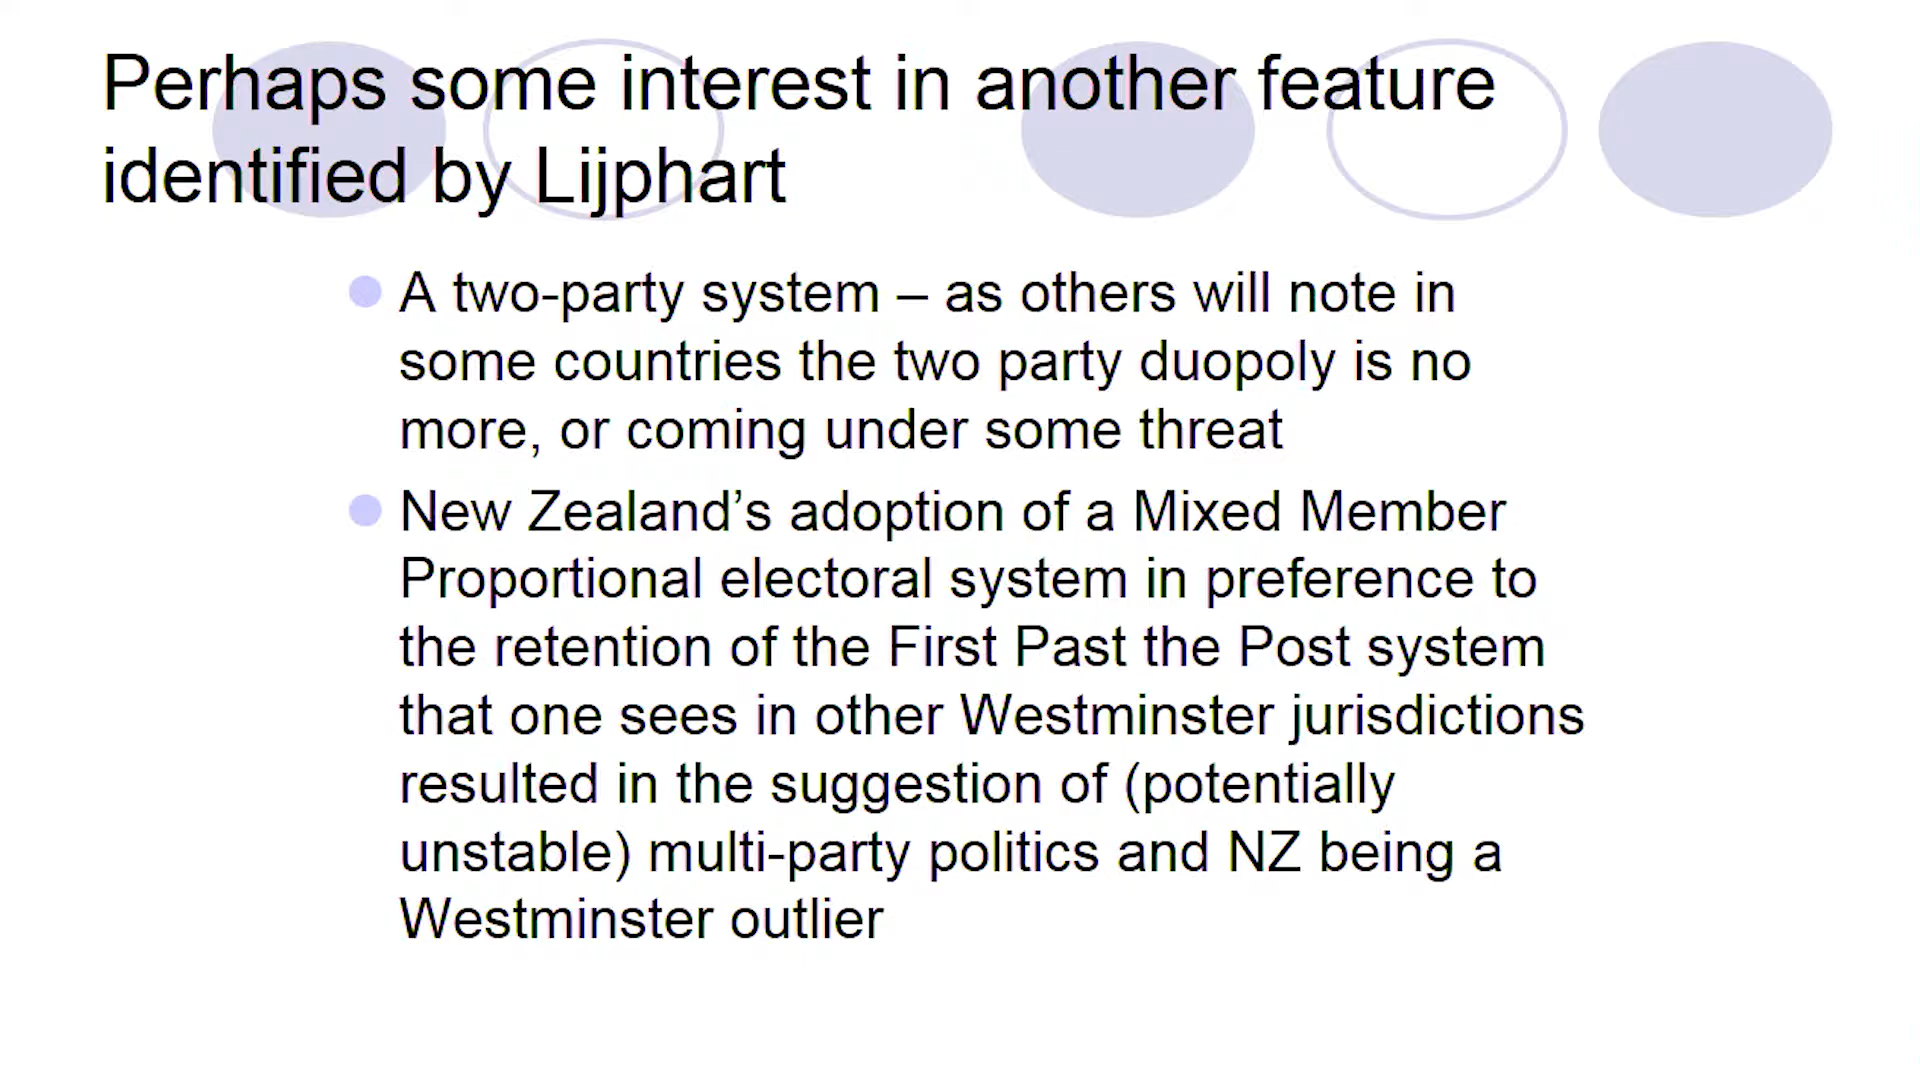 Perhaps some interest in another feature
identified by Lijphart
A two-party system – as others will note in
some countries the two party duopoly is no
more, or coming under some threat
New Zealand’s adoption of a Mixed Member
Proportional electoral system in preference to
the retention of the First Past the Post system
that one sees in other Westminster jurisdictions
resulted in the suggestion of (potentially
unstable) multi-party politics and NZ being a
Westminster outlier